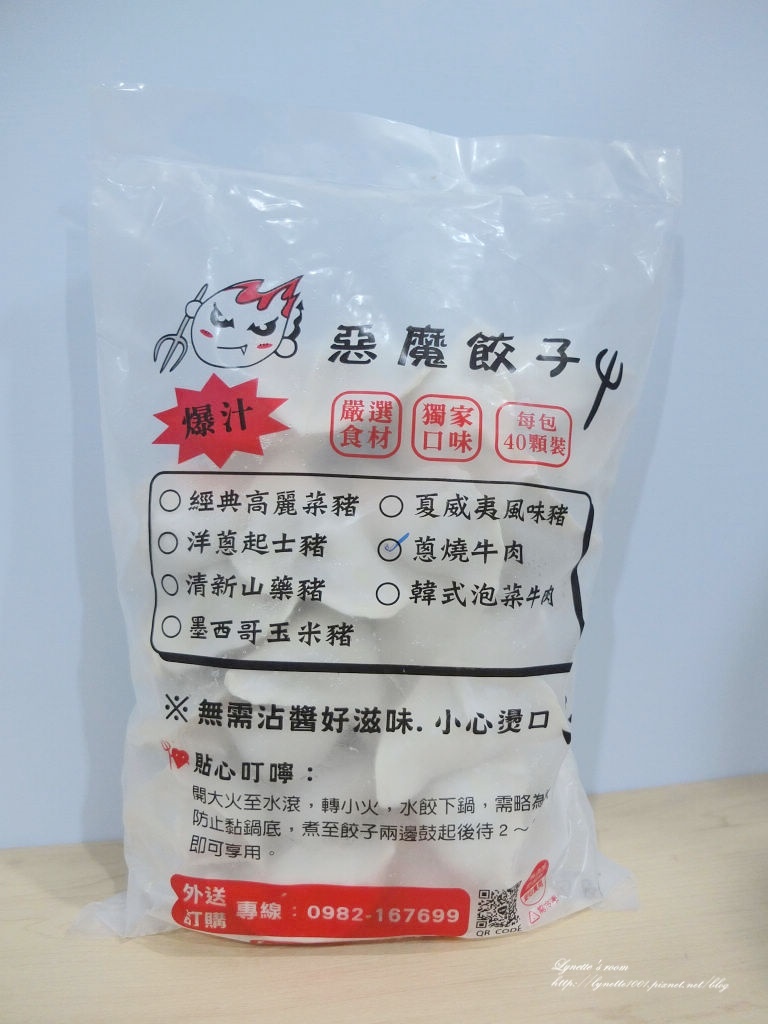 惡魔餃子
爆汁
嚴選
食材
獨家
口味
每包
40顆裝
經典高麗菜豬
夏威夷風味豬
洋蔥起士豬
蔥燒牛肉
清新山藥豬
韓式泡菜牛肉
墨西哥玉米豬
※無需沾醬好滋味.小心燙口
貼心叮嚀：
開大火至水滾，轉小火，水餃下鍋，需略為
防止黏鍋底，煮至餃子兩邊鼓起後待2～
即可享用。
外送
訂購
專線：0982-167699
QR CODE
Lynette's room
http://lynette1001.pixnet.net/blog